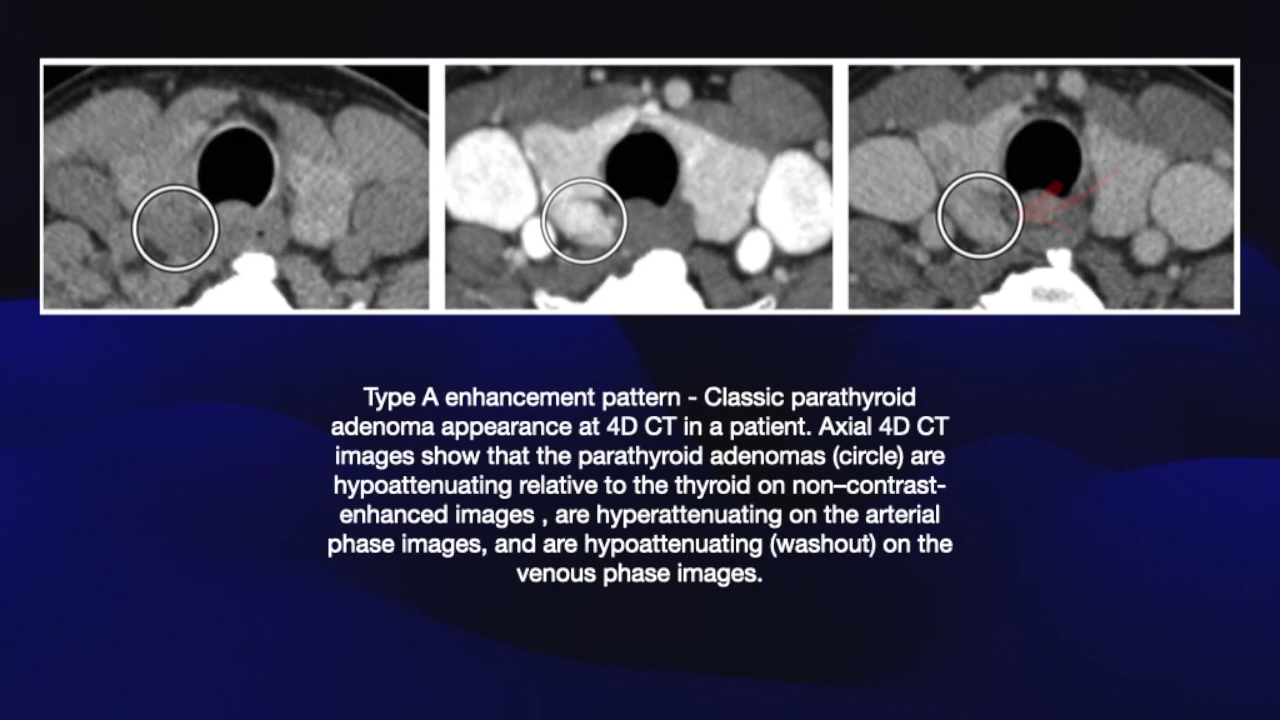 Type A enhancement pattern - Classic parathyroid
adenoma appearance at 4D CT in a patient. Axial 4D CT
images show that the parathyroid adenomas (circle) are
hypoattenuating relative to the thyroid on non–contrast-
enhanced images , are hyperattenuating on the arterial
phase images, and are hypoattenuating (washout) on the
venous phase images.